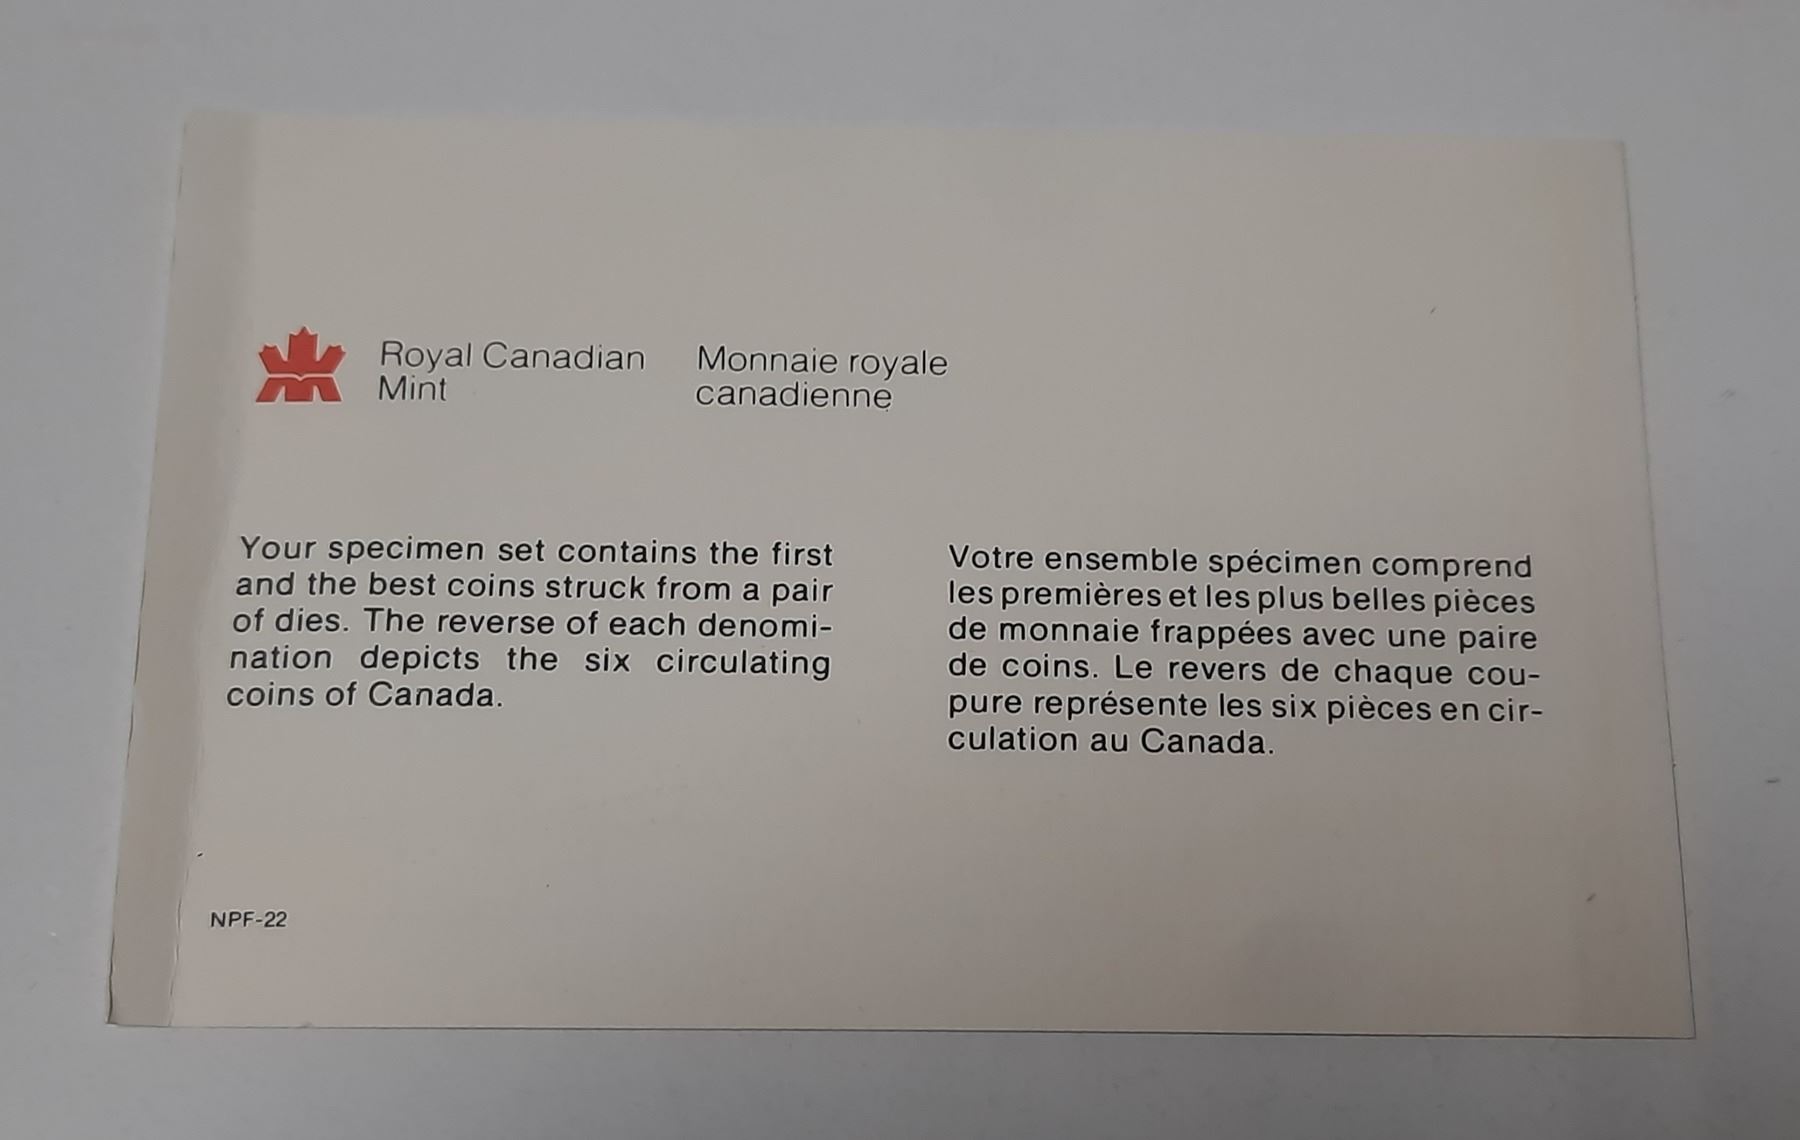 Royal Canadian
Mint
Monnaie royale
canadienne
Your specimen set contains the first
and the best coins struck from a pair
of dies. The reverse of each denomi-
nation depicts the six circulating
coins of Canada.
Votre ensemble spécimen comprend
les premières et les plus belles pièces
de monnaie frappées avec une paire
de coins. Le revers de chaque cou-
pure représente les six pièces en cir-
culation au Canada.
NPF-22